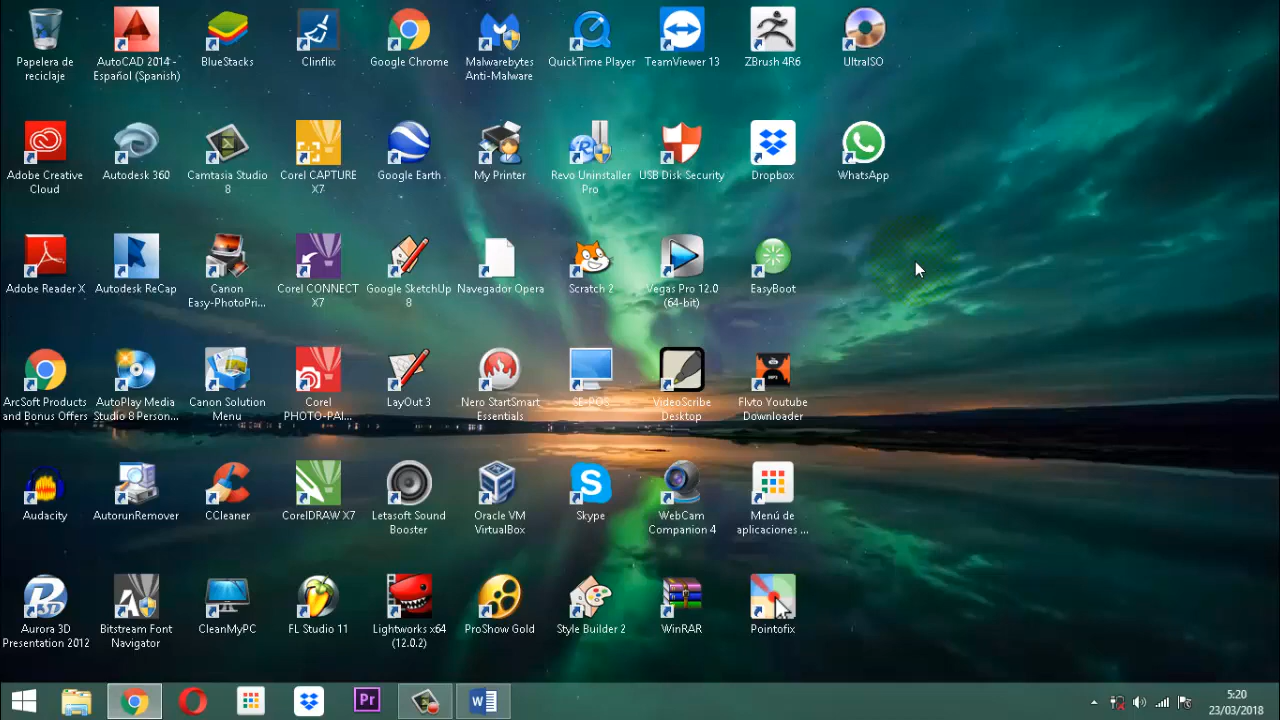 Papelera de
reciclaje
AutoCAD 2014 -
Español (Spanish)
BlueStacks
Clinflix
Google Chrome
Malwarebytes
Anti-Malware
QuickTime Player
TeamViewer 13
ZBrush 4R6
UltraISO
Adobe Creative
Cloud
Autodesk 360
Camtasia Studio
8
Corel CAPTURE
X7
Google Earth
My Printer
Revo Uninstaller
Pro
USB Disk Security
Dropbox
WhatsApp
Adobe Reader X
Autodesk ReCap
Canon
Easy-PhotoPri...
Corel CONNECT
X7
Google SketchUp
8
Navegador Opera
Scratch 2
Vegas Pro 12.0
(64-bit)
EasyBoot
ArcSoft Products
and Bonus Offers
AutoPlay Media
Studio 8 Person...
Canon Solution
Menu
Corel
PHOTO-PAI...
LayOut 3
Nero StartSmart
Essentials
SE-POS...
VideoScribe
Desktop
Flvto Youtube
Downloader
Audacity
AutorunRemover
CCleaner
CorelDRAW X7
Letasoft Sound
Booster
Oracle VM
VirtualBox
Skype
WebCam
Companion 4
Menú de
aplicaciones ...
Aurora 3D
Presentation 2012
Bitstream Font
Navigator
CleanMyPC
FL Studio 11
Lightworks x64
(12.0.2)
ProShow Gold
Style Builder 2
WinRAR
Pointofix
Pr
5:20
23/03/2018